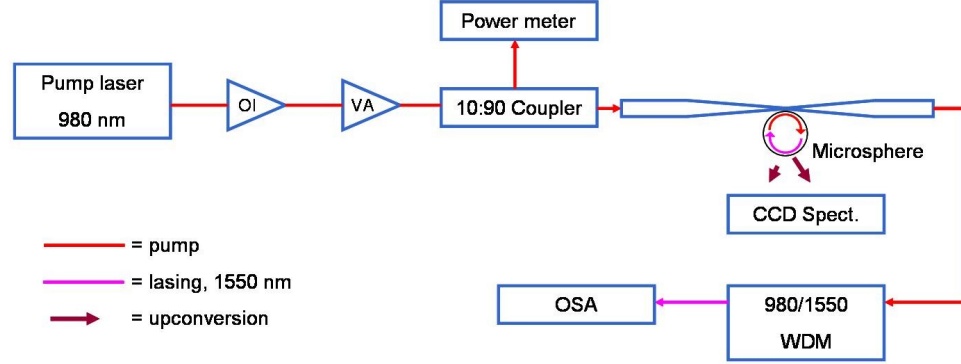 Power meter
Pump laser
980 nm
OI
VA
10:90 Coupler
Microsphere
CCD Spect.
= pump
= lasing, 1550 nm
= upconversion
OSA
980/1550
WDM